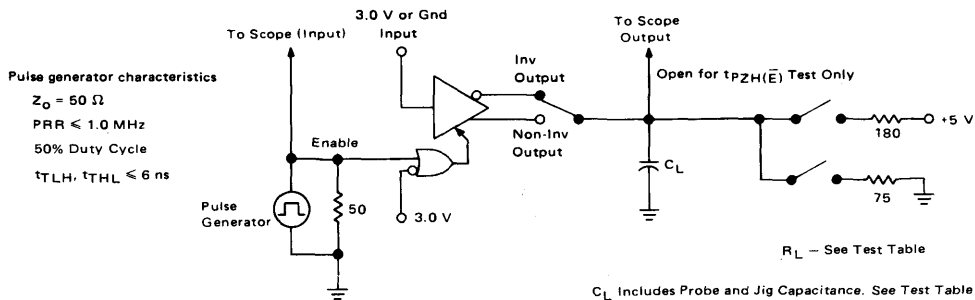 3.0 V or Gnd
Input
To Scope (Input)
To Scope
Output
Pulse generator characteristics
Z₀ = 50 Ω
PRR ⩽ 1.0 MHz
50% Duty Cycle
tTLH, tTHL ⩽ 6 ns
Inv
Output
Open for tPZH(E̅) Test Only
+5 V
180
Enable
Non-Inv
Output
CL
75
50
3.0 V
Pulse
Generator
RL — See Test Table
CL Includes Probe and Jig Capacitance. See Test Table